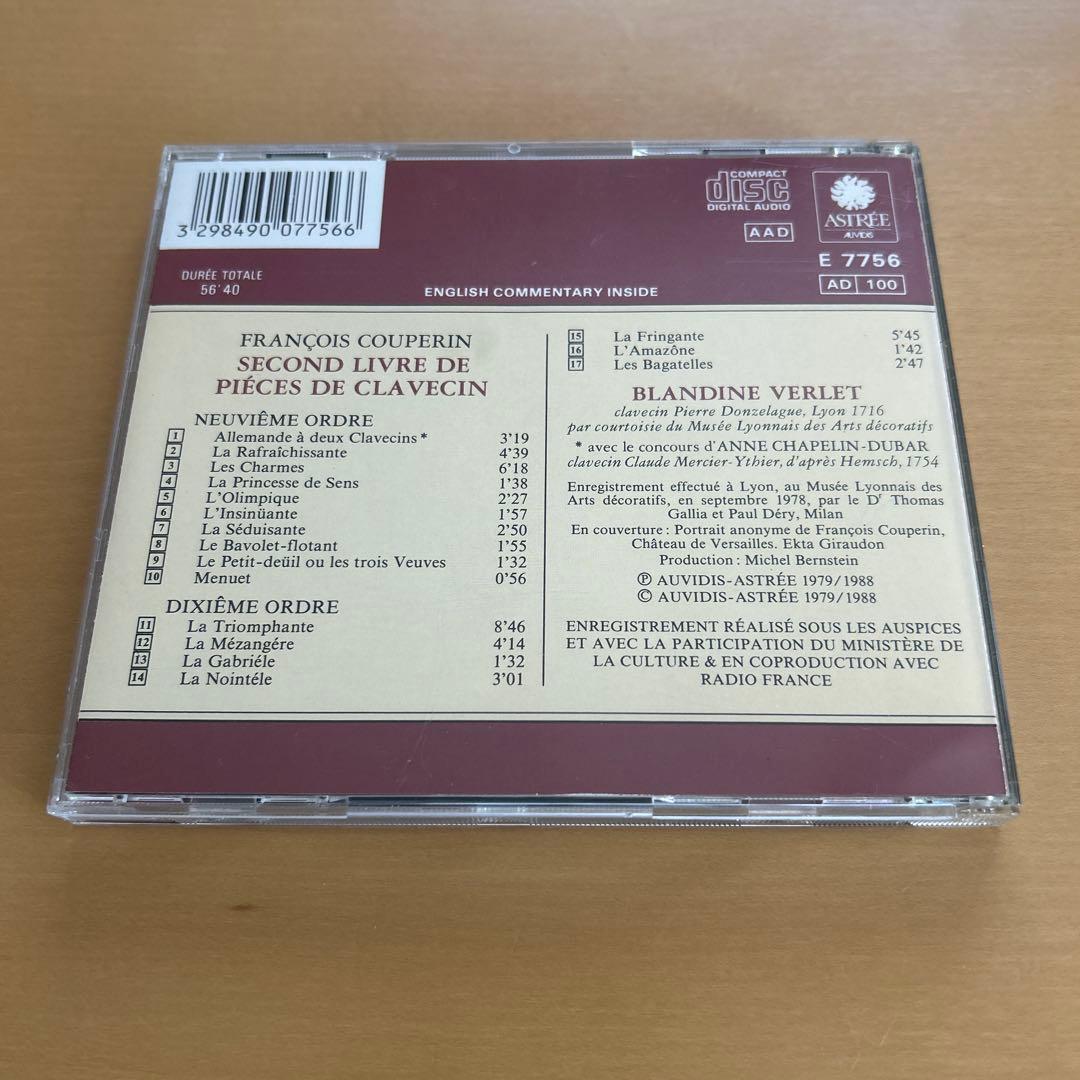 3 298490 077566
COMPACT
disc
DIGITAL AUDIO
AAD
ASTRÉE
AUVIDIS
E 7756
AD 100
DURÉE TOTALE
56'40
ENGLISH COMMENTARY INSIDE
FRANÇOIS COUPERIN
SECOND LIVRE DE
PIÉCES DE CLAVECIN
NEUVIÊME ORDRE
1 Allemande à deux Clavecins * 3'19
2 La Rafraîchissante 4'39
3 Les Charmes 6'18
4 La Princesse de Sens 1'38
5 L'Olimpique 2'27
6 L'Insinüante 1'57
7 La Séduisante 2'50
8 Le Bavolet-flotant 1'55
9 Le Petit-deüil ou les trois Veuves 1'32
10 Menuet 0'56
DIXIÊME ORDRE
11 La Triomphante 8'46
12 La Mézangére 4'14
13 La Gabriéle 1'32
14 La Nointéle 3'01
15 La Fringante 5'45
16 L'Amazône 1'42
17 Les Bagatelles 2'47
BLANDINE VERLET
clavecin Pierre Donzelague, Lyon 1716
par courtoisie du Musée Lyonnais des Arts décoratifs
* avec le concours d'ANNE CHAPELIN-DUBAR
clavecin Claude Mercier-Ythier, d'après Hemsch, 1754
Enregistrement effectué à Lyon, au Musée Lyonnais des
Arts décoratifs, en septembre 1978, par le Dr Thomas
Gallia et Paul Déry, Milan
En couverture : Portrait anonyme de François Couperin,
Château de Versailles. Ekta Giraudon
Production : Michel Bernstein
℗ AUVIDIS-ASTRÉE 1979/1988
© AUVIDIS-ASTRÉE 1979/1988
ENREGISTREMENT RÉALISÉ SOUS LES AUSPICES
ET AVEC LA PARTICIPATION DU MINISTÈRE DE
LA CULTURE & EN COPRODUCTION AVEC
RADIO FRANCE